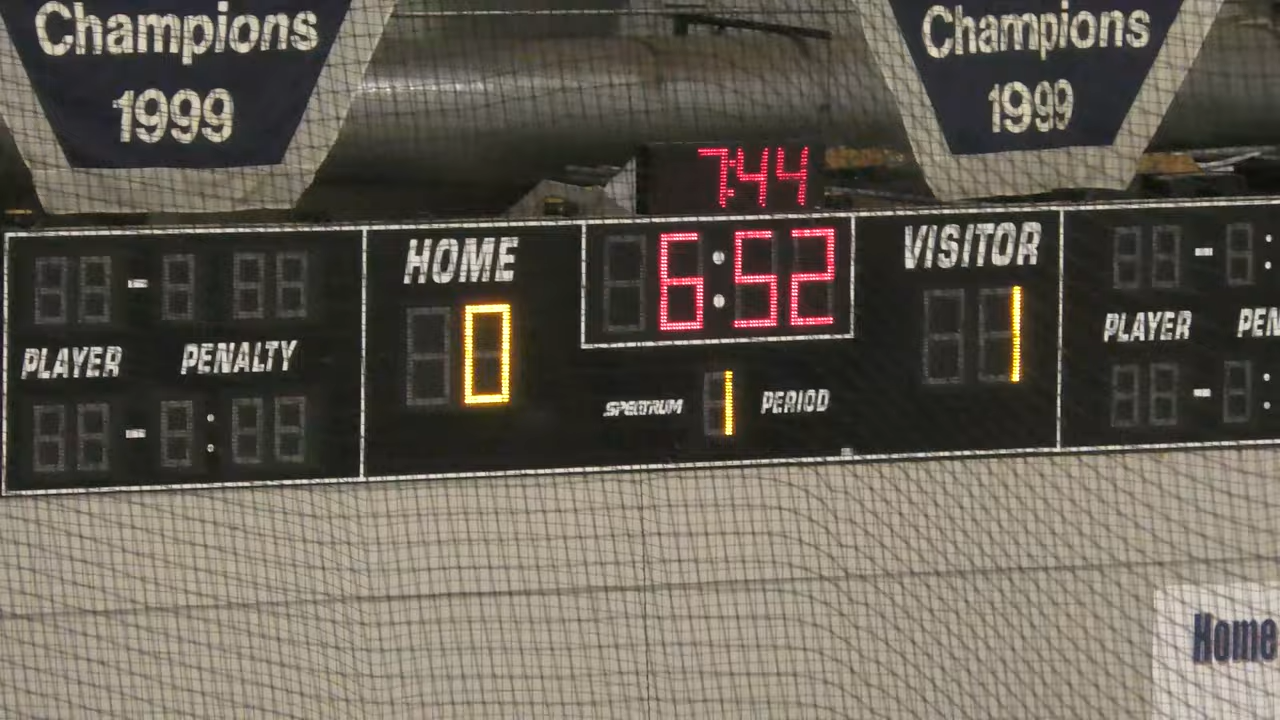 Champions
1999
Champions
1999
7:44
HOME
6:52
VISITOR
0
1
PLAYER PENALTY
SPECTRUM
1
PERIOD
PLAYER
Home